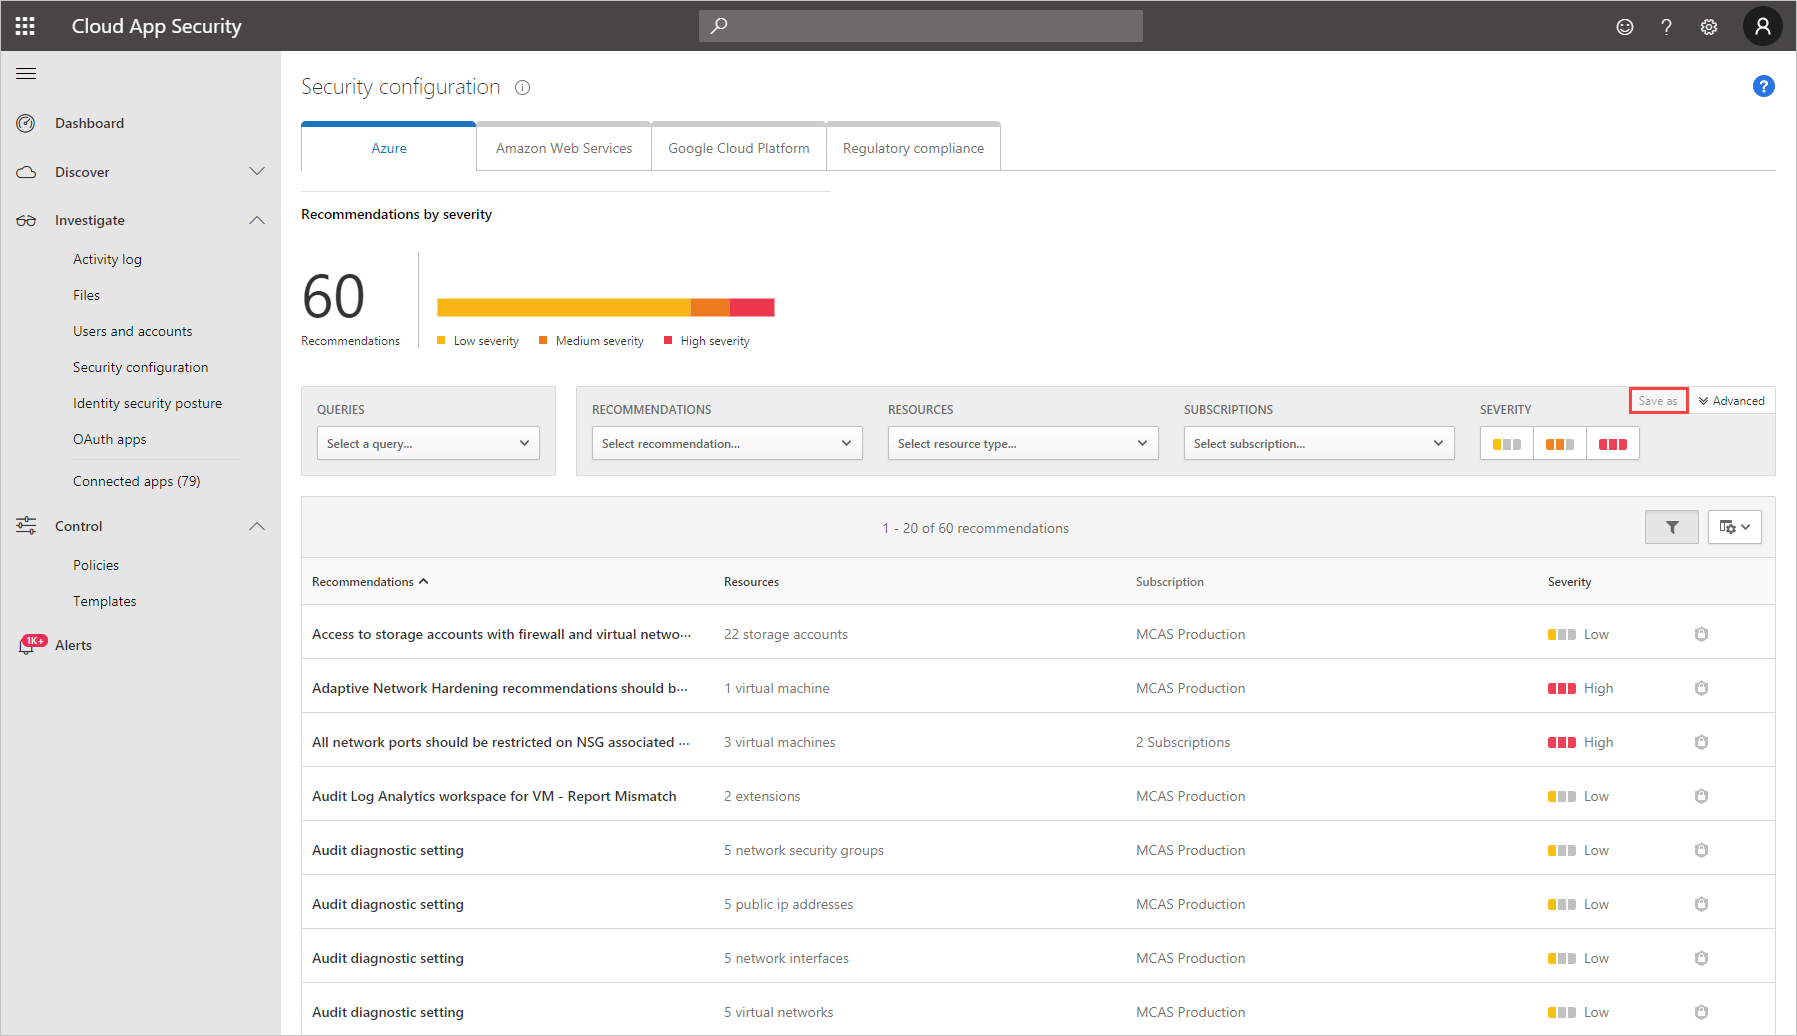 Cloud App Security
Dashboard
Discover
Investigate
Activity log
Files
Users and accounts
Security configuration
Identity security posture
OAuth apps
Connected apps (79)
Control
Policies
Templates
1K+
Alerts
Security configuration
?
Azure
Amazon Web Services
Google Cloud Platform
Regulatory compliance
Recommendations by severity
60
Recommendations
Low severity
Medium severity
High severity
QUERIES
Select a query...
RECOMMENDATIONS
Select recommendation...
RESOURCES
Select resource type...
SUBSCRIPTIONS
Select subscription...
SEVERITY
Save as
Advanced
1 - 20 of 60 recommendations
Recommendations Resources Subscription Severity
Access to storage accounts with firewall and virtual netwo... 22 storage accounts MCAS Production Low
Adaptive Network Hardening recommendations should b... 1 virtual machine MCAS Production High
All network ports should be restricted on NSG associated ... 3 virtual machines 2 Subscriptions High
Audit Log Analytics workspace for VM - Report Mismatch 2 extensions MCAS Production Low
Audit diagnostic setting 5 network security groups MCAS Production Low
Audit diagnostic setting 5 public ip addresses MCAS Production Low
Audit diagnostic setting 5 network interfaces MCAS Production Low
Audit diagnostic setting 5 virtual networks MCAS Production Low